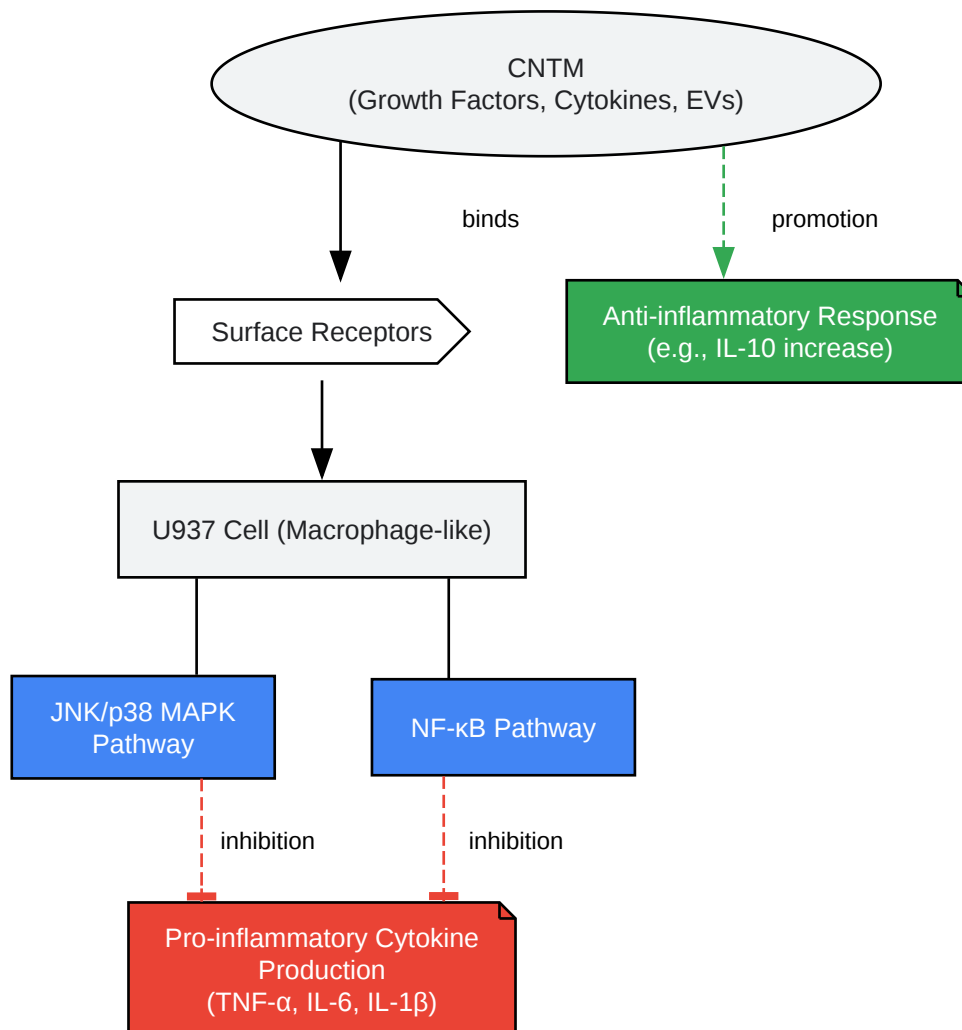 CNTM
(Growth Factors, Cytokines, EVs)
binds
promotion
Surface Receptors
Anti-inflammatory Response
(e.g., IL-10 increase)
U937 Cell (Macrophage-like)
JNK/p38 MAPK
Pathway
NF-κB Pathway
inhibition
inhibition
Pro-inflammatory Cytokine
Production
(TNF-α, IL-6, IL-1β)